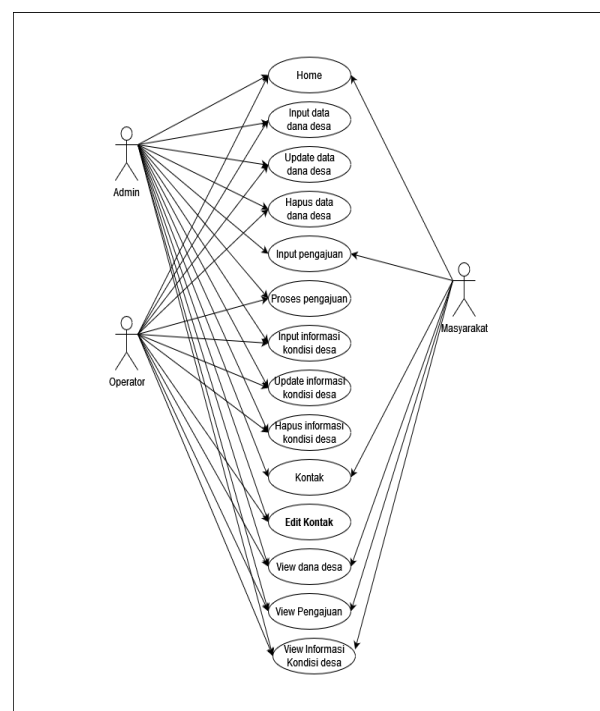 Home
Input data
dana desa
Update data
dana desa
Admin
Hapus data
dana desa
Input pengajuan
Proses pengajuan
Masyarakat
Input informasi
kondisi desa
Operator
Update informasi
kondisi desa
Hapus informasi
kondisi desa
Kontak
Edit Kontak
View dana desa
View Pengajuan
View Informasi
Kondisi desa